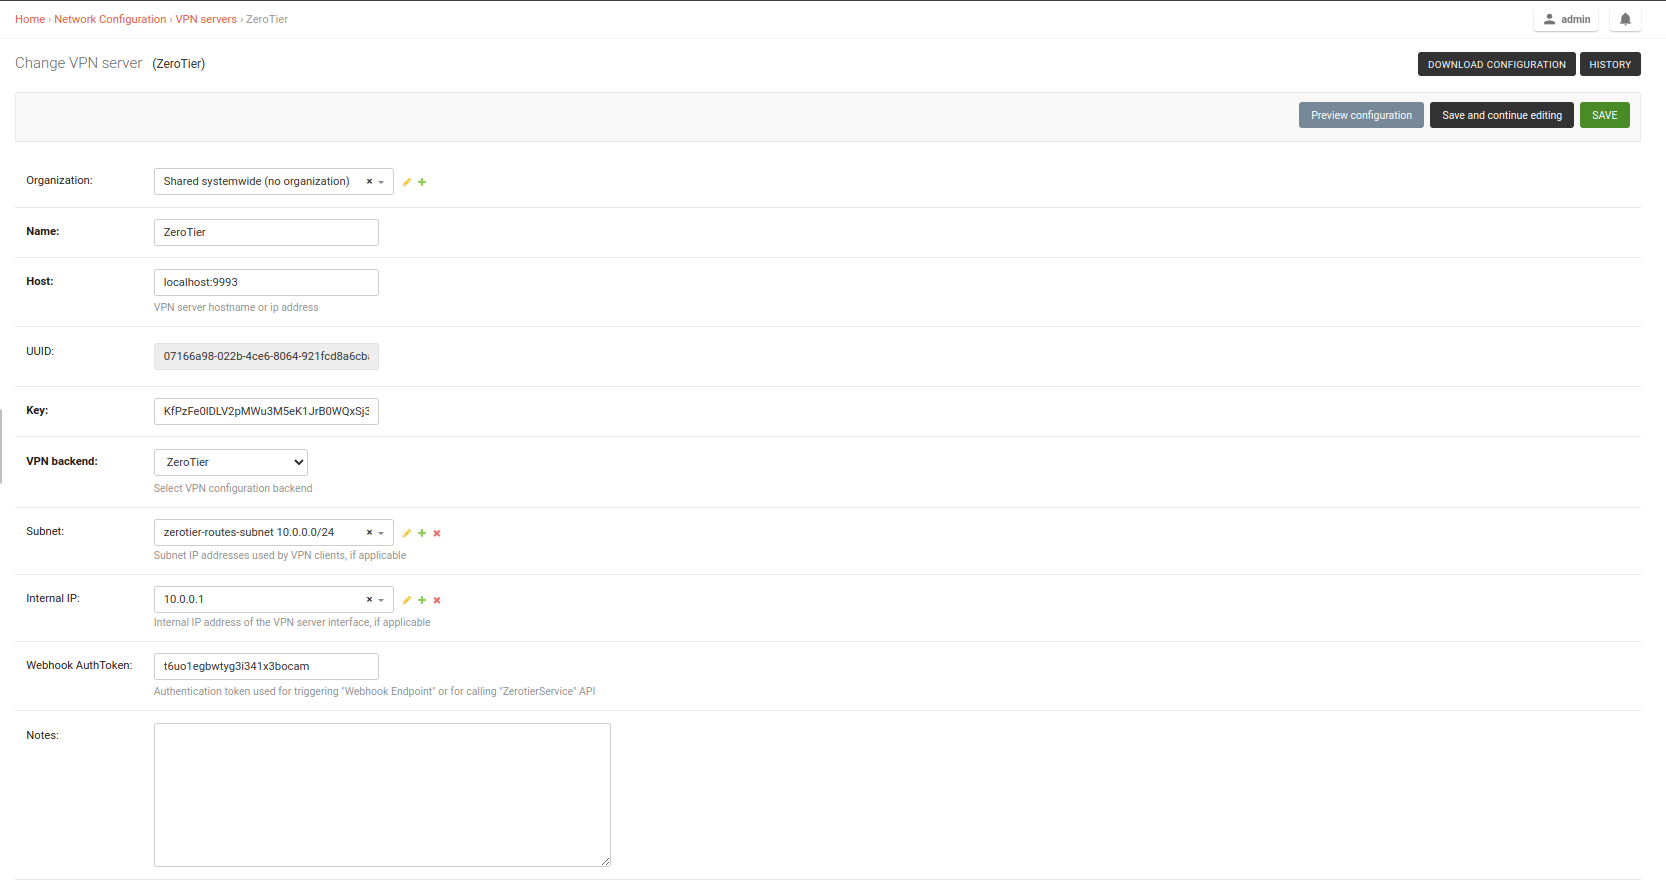 Home › Network Configuration › VPN servers › ZeroTier
admin
Change VPN server (ZeroTier)
DOWNLOAD CONFIGURATION
HISTORY
Preview configuration
Save and continue editing
SAVE
Organization:
Shared systemwide (no organization)
Name:
ZeroTier
Host:
localhost:9993
VPN server hostname or ip address
UUID:
07166a98-022b-4ce6-8064-921fcd8a6cba
Key:
KfPzFe0IDLV2pMWu3M5eK1JrB0WQxSj3
VPN backend:
ZeroTier
Select VPN configuration backend
Subnet:
zerotier-routes-subnet 10.0.0.0/24
Subnet IP addresses used by VPN clients, if applicable
Internal IP:
10.0.0.1
Internal IP address of the VPN server interface, if applicable
Webhook AuthToken:
t6uo1egbwtyg3i341x3bocam
Authentication token used for triggering "Webhook Endpoint" or for calling "ZerotierService" API
Notes: